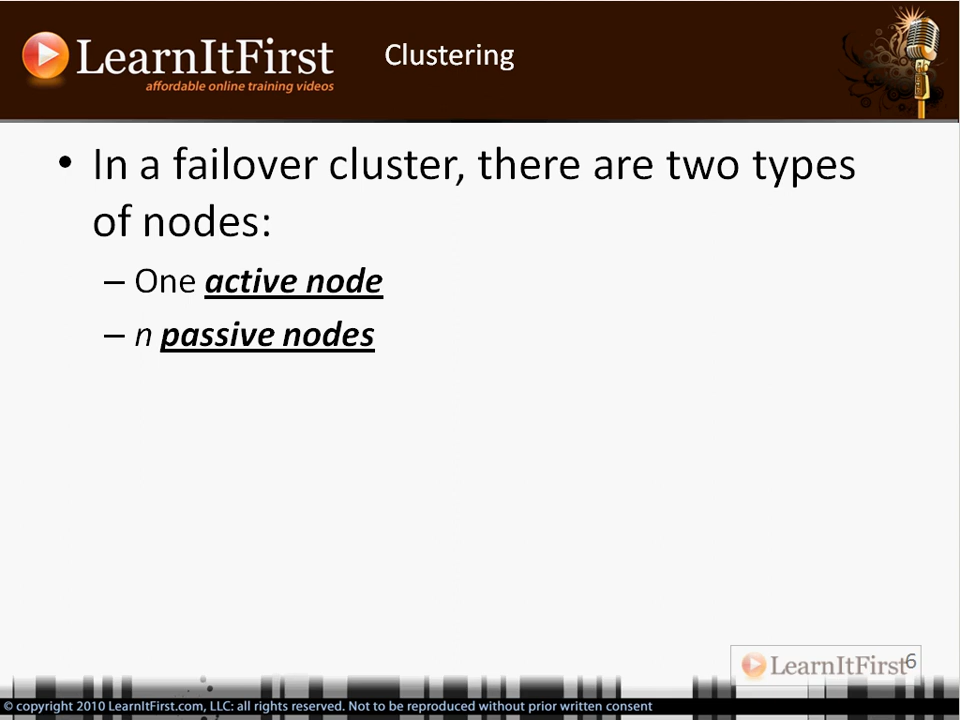 LearnItFirst
affordable online training videos
Clustering
• In a failover cluster, there are two types
of nodes:
– One active node
– n passive nodes
LearnItFirst
6
© copyright 2010 LearnItFirst.com, LLC: all rights reserved. Not to be reproduced without prior written consent